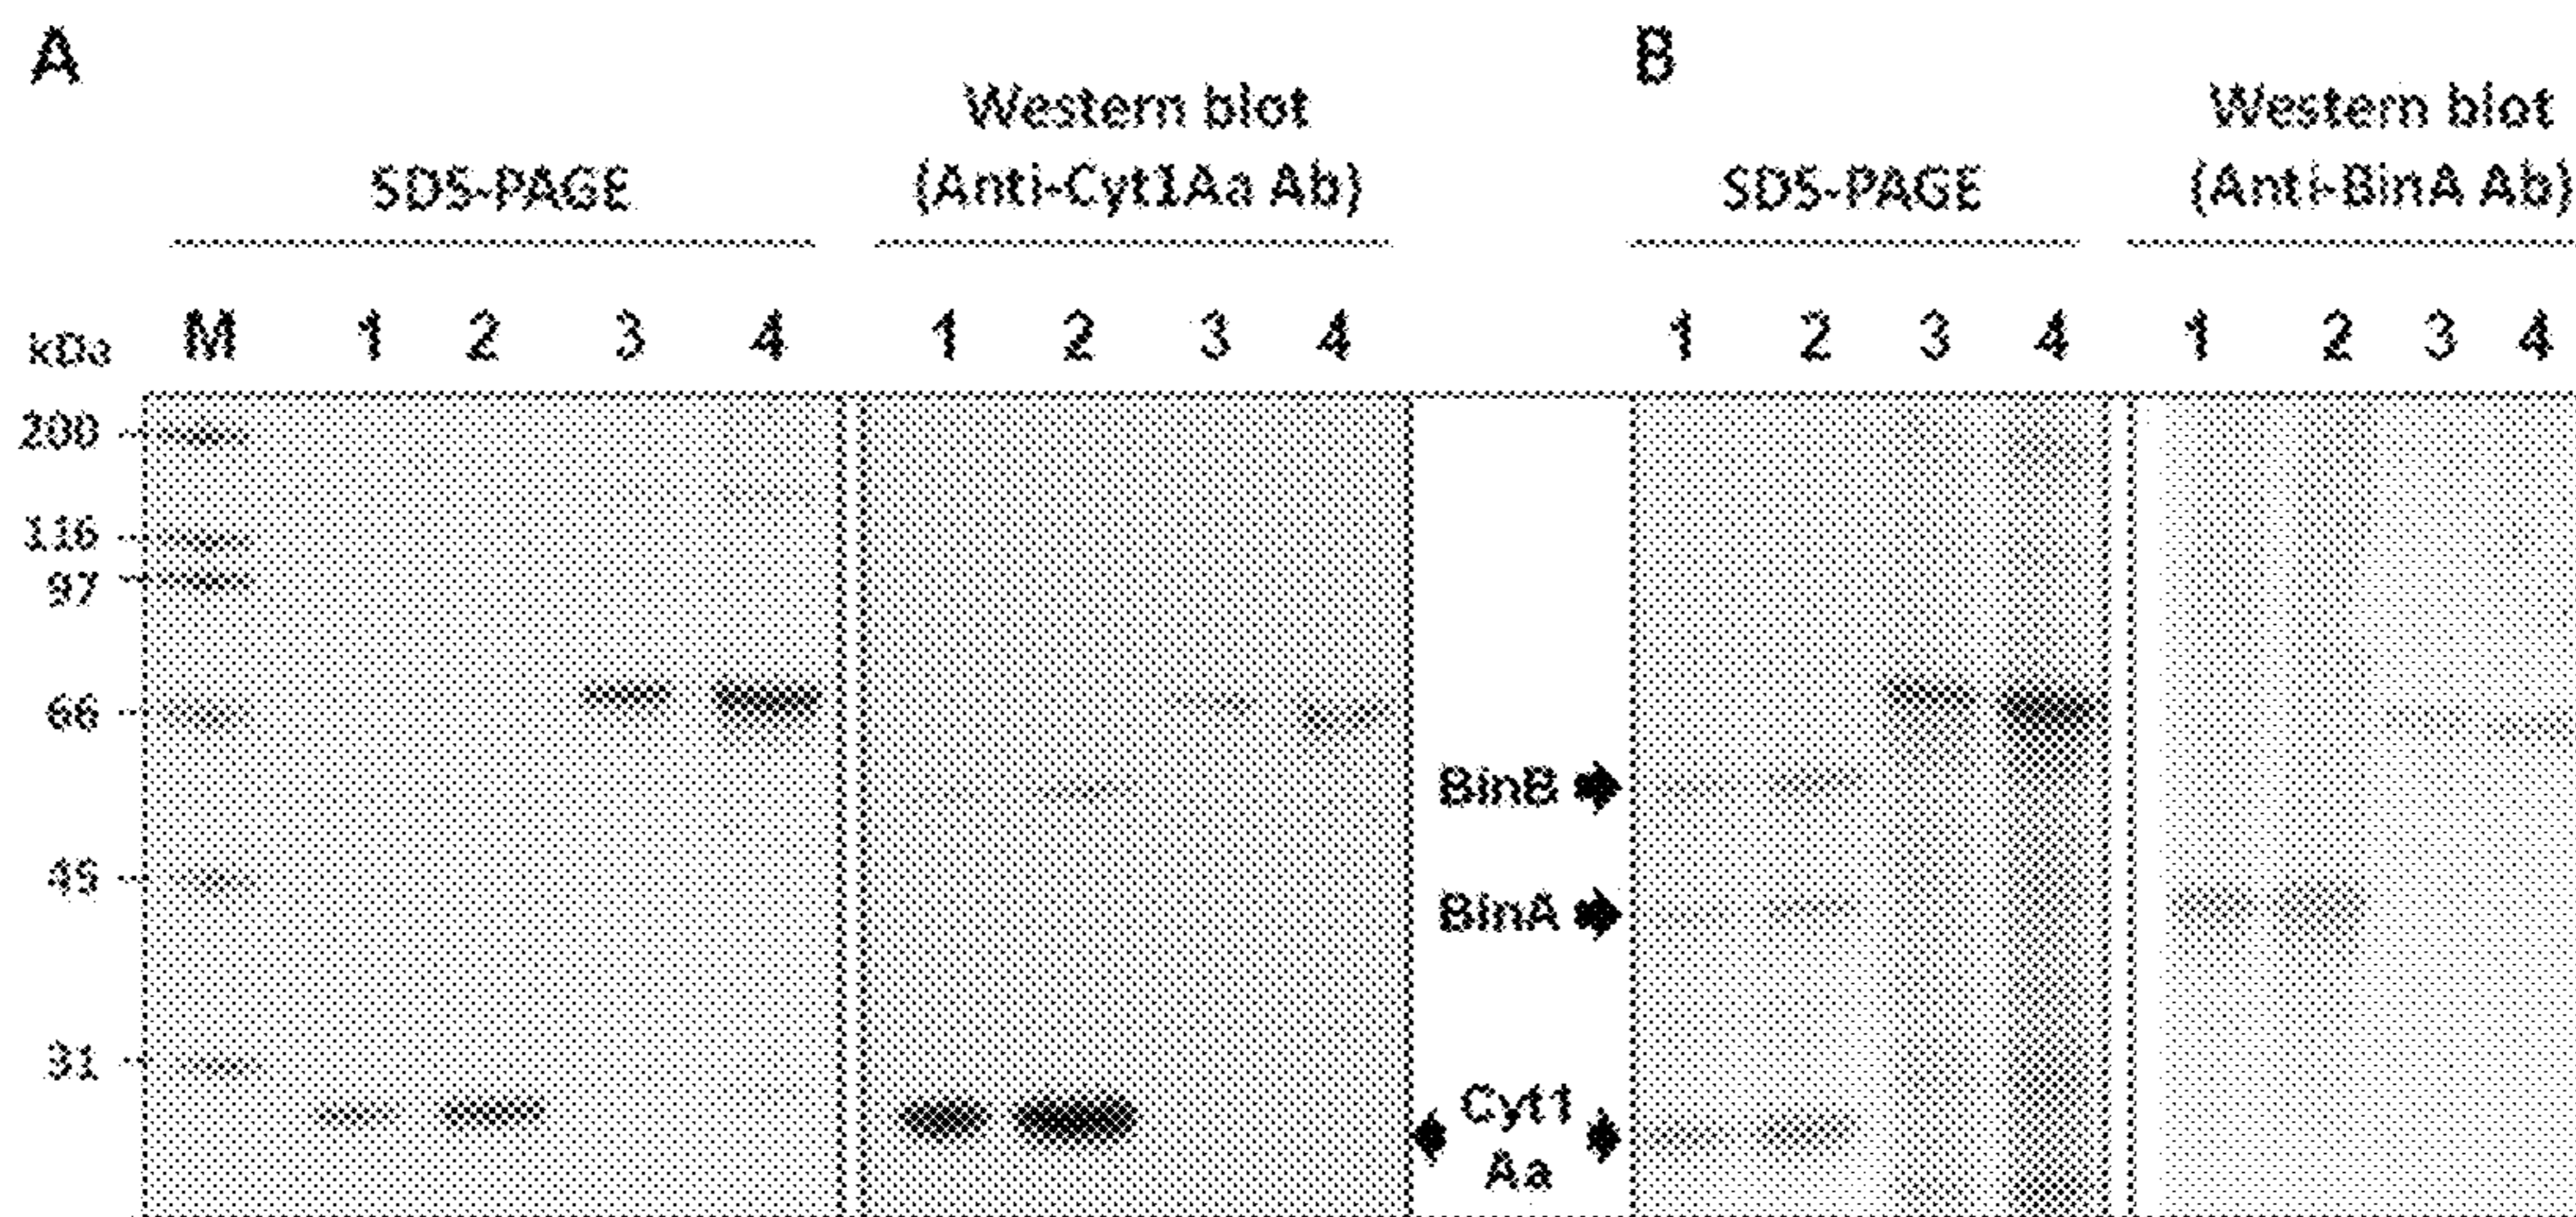 A
B
Western blot
(Anti-Cyt1Aa Ab)
SDS-PAGE
Western blot
(Anti-BinA Ab)
SDS-PAGE
kDa M 1 2 3 4 1 2 3 4 1 2 3 4 1 2 3 4
200
116
97
66
45
31
BinB
BinA
Cyt1
Aa